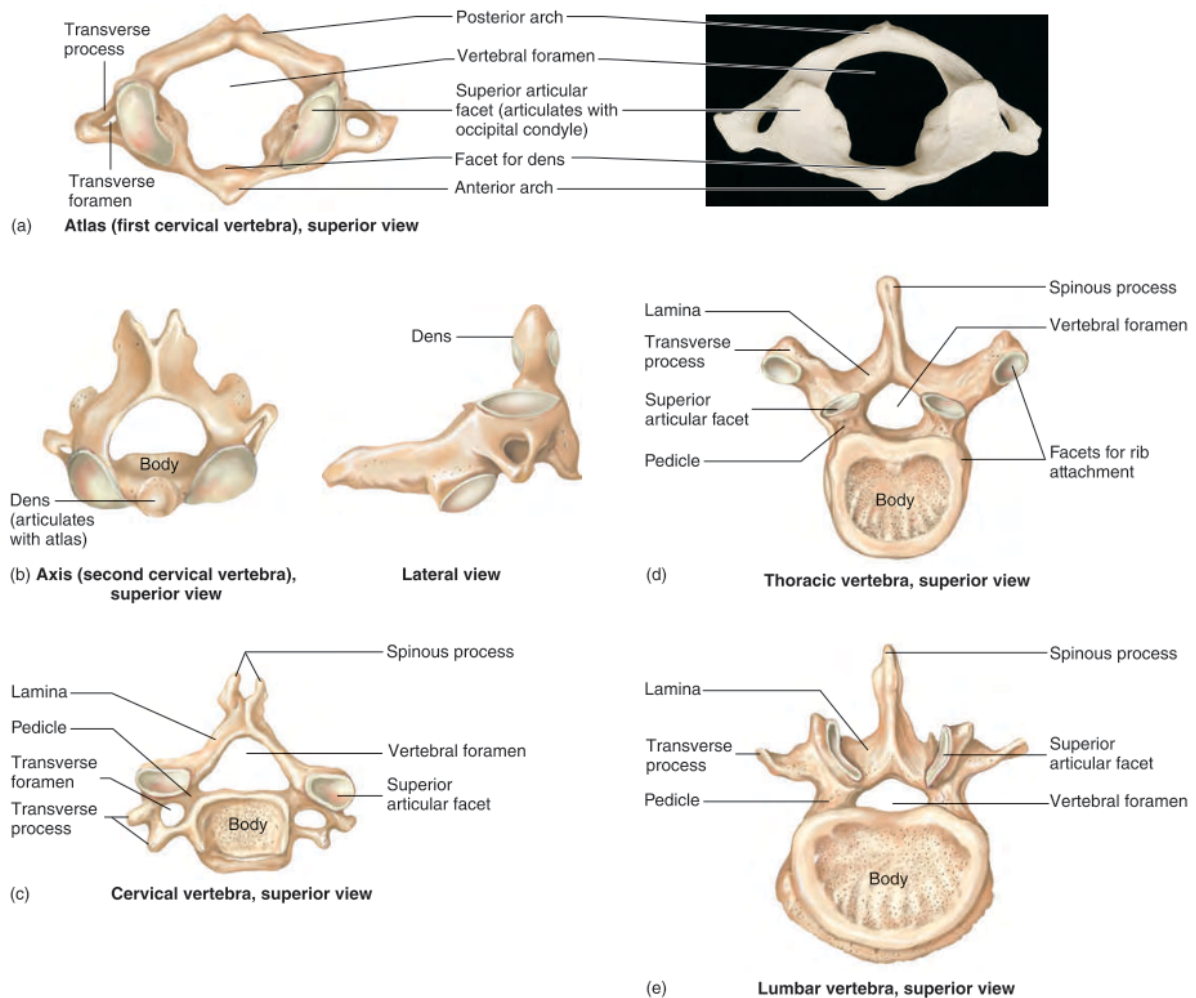 Transverse
process
Transverse
foramen
Posterior arch
Vertebral foramen
Superior articular
facet (articulates with
occipital condyle)
Facet for dens
Anterior arch
(a) Atlas (first cervical vertebra), superior view
Body
Dens
(articulates
with atlas)
Dens
(b) Axis (second cervical vertebra),
superior view
Lateral view
Lamina
Transverse
process
Superior
articular facet
Pedicle
Body
Spinous process
Vertebral foramen
Facets for rib
attachment
(d) Thoracic vertebra, superior view
Spinous process
Lamina
Pedicle
Transverse
foramen
Transverse
process
Body
Vertebral foramen
Superior
articular facet
(c) Cervical vertebra, superior view
Lamina
Transverse
process
Pedicle
Body
Spinous process
Superior
articular facet
Vertebral foramen
(e) Lumbar vertebra, superior view